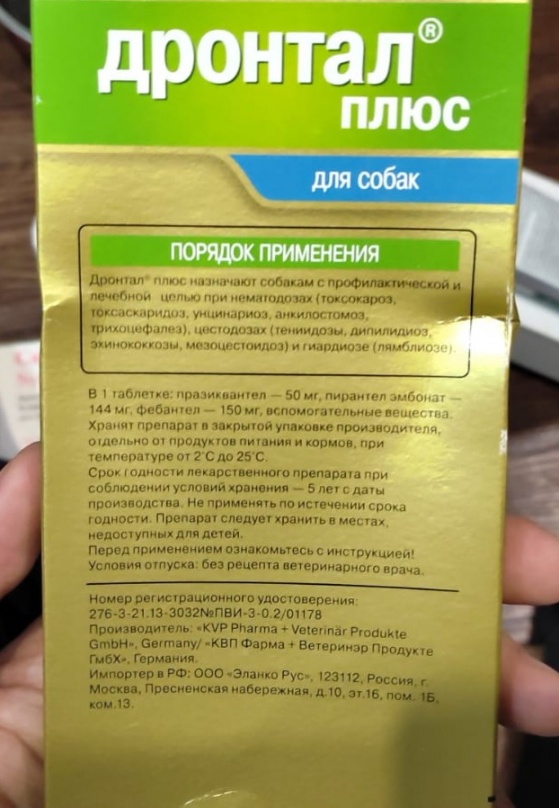 дронтал®
плюс
для собак
ПОРЯДОК ПРИМЕНЕНИЯ
Дронтал® плюс назначают собакам с профилактической и
лечебной целью при нематодозах (токсокароз,
токсаскаридоз, унцинариоз, анкилостомоз,
трихоцефалез), цестодозах (тениидозы, дипилидиоз,
эхинококкозы, мезоцестоидоз) и гиардиозе (лямблиозе).
В 1 таблетке: празиквантел — 50 мг, пирантел эмбонат —
144 мг, фебантел — 150 мг, вспомогательные вещества.
Хранят препарат в закрытой упаковке производителя,
отдельно от продуктов питания и кормов, при
температуре от 2°С до 25°С.
Срок годности лекарственного препарата при
соблюдении условий хранения — 5 лет с даты
производства. Не применять по истечении срока
годности. Препарат следует хранить в местах,
недоступных для детей.
Перед применением ознакомьтесь с инструкцией!
Условия отпуска: без рецепта ветеринарного врача.
Номер регистрационного удостоверения:
276-3-21.13-3032№ПВИ-3-0.2/01178
Производитель: «KVP Pharma + Veterinär Produkte
GmbH», Germany/ «КВП Фарма + Ветеринэр Продукте
ГмбХ», Германия.
Импортер в РФ: ООО «Эланко Рус», 123112, Россия, г.
Москва, Пресненская набережная, д.10, эт.16, пом. 1Б,
ком.13.